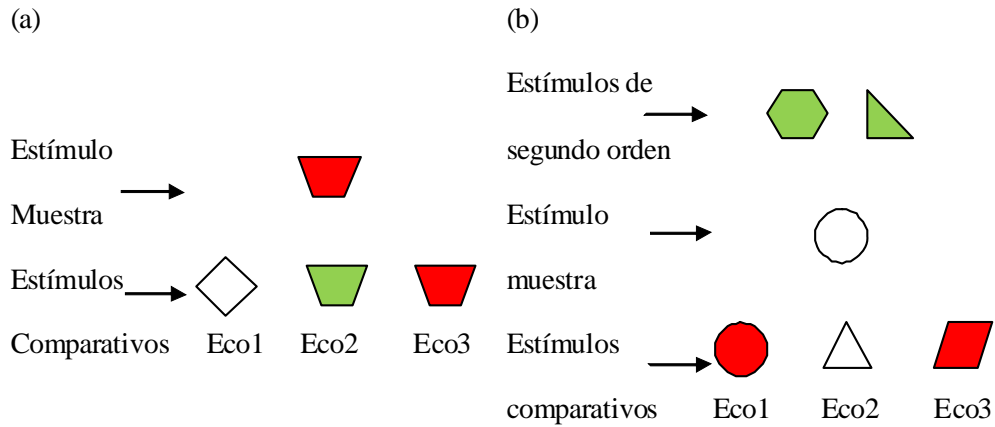 (a)
Estímulo
Muestra
Estímulos
Comparativos Eco1 Eco2 Eco3
(b)
Estímulos de
segundo orden
Estímulo
muestra
Estímulos
comparativos Eco1 Eco2 Eco3